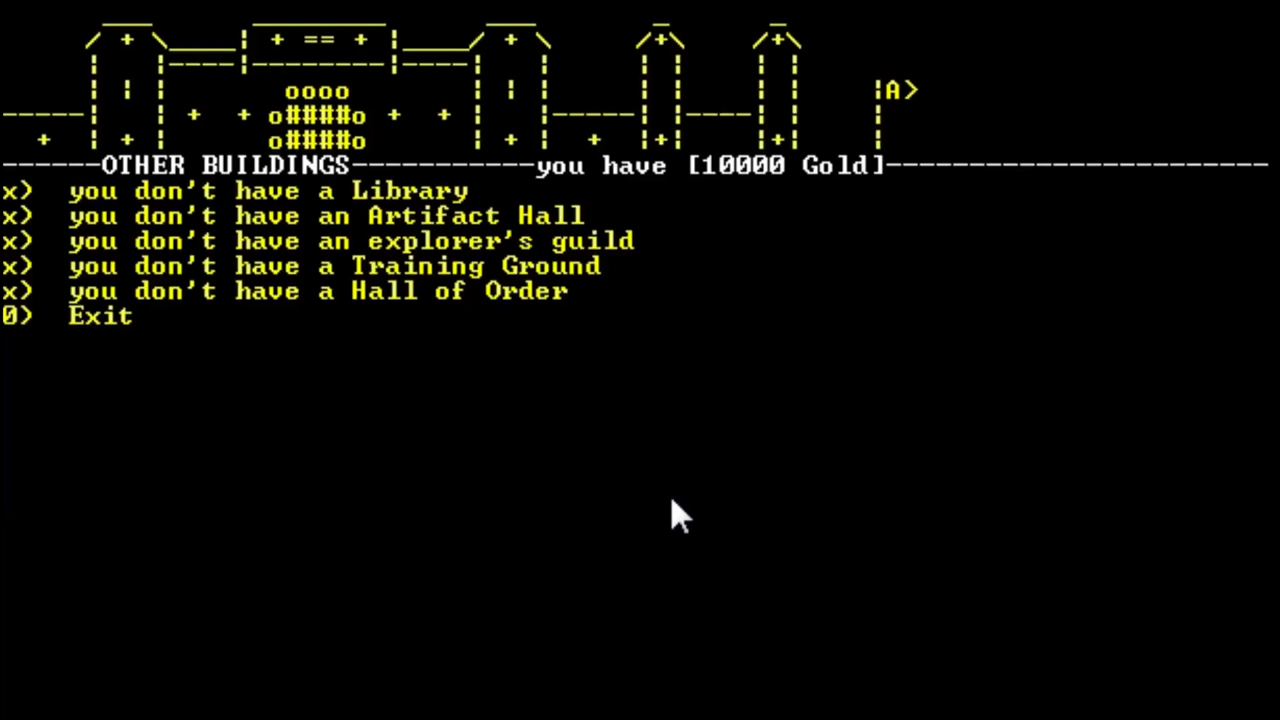 A>
------OTHER BUILDINGS-----------you have [10000 Gold]-----------------------
x)  you don't have a Library
x)  you don't have an Artifact Hall
x)  you don't have an explorer's guild
x)  you don't have a Training Ground
x)  you don't have a Hall of Order
0)  Exit